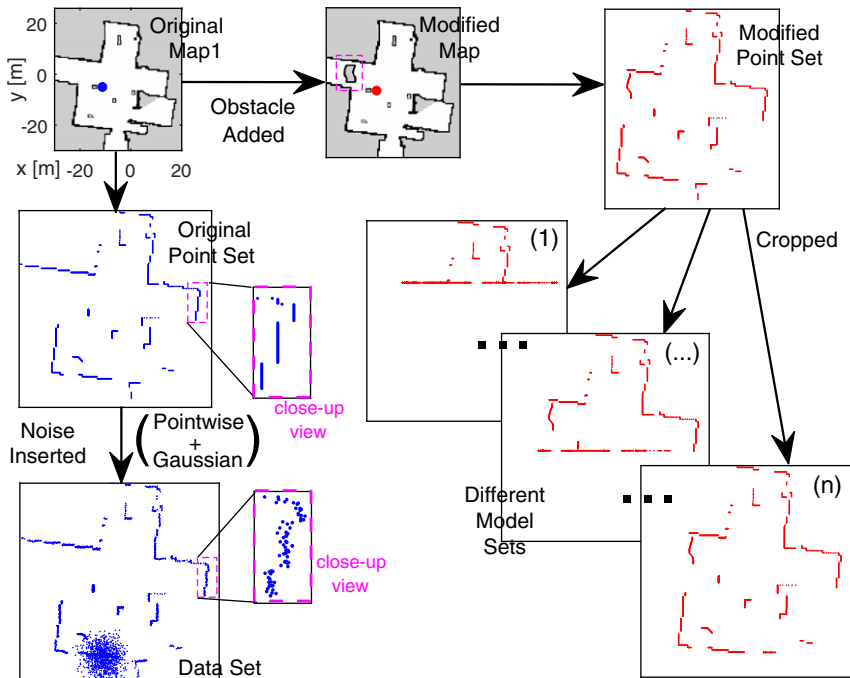 Original
Map1
Modified
Map
Modified
Point Set
20
0
-20
y [m]
x [m]
-20
0
20
Obstacle
Added
Original
Point Set
(1)
Cropped
(...)
close-up
view
Noise
Inserted
(Pointwise
+
Gaussian)
(n)
Different
Model
Sets
close-up
view
Data Set